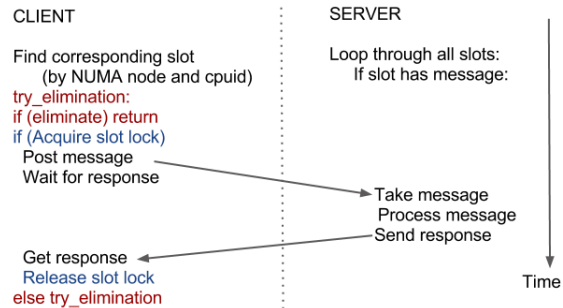 CLIENT
Find corresponding slot
(by NUMA node and cpuid)
try_elimination:
if (eliminate) return
if (Acquire slot lock)
Post message
Wait for response
Get response
Release slot lock
else try_elimination
SERVER
Loop through all slots:
If slot has message:
Take message
Process message
Send response
Time